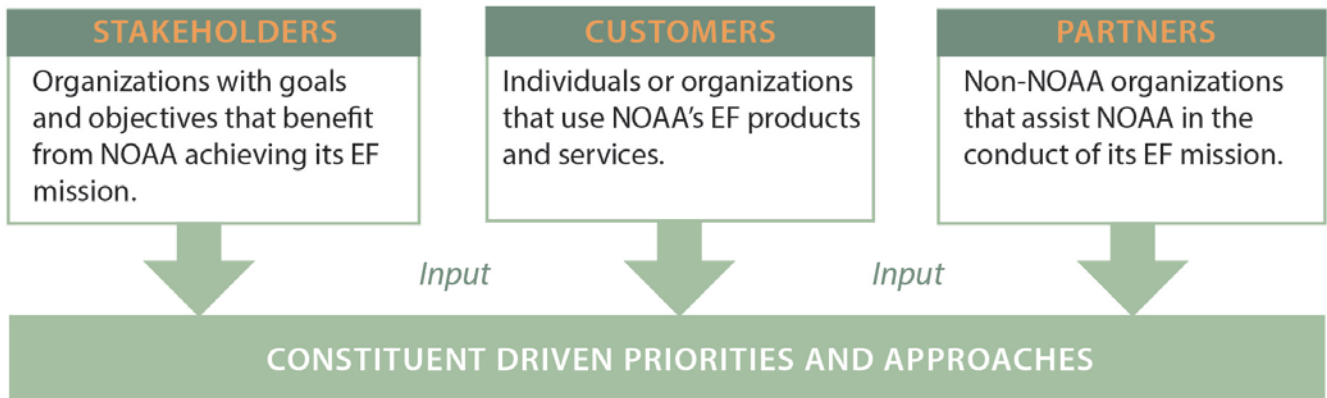 STAKEHOLDERS
Organizations with goals
and objectives that benefit
from NOAA achieving its EF
mission.
CUSTOMERS
Individuals or organizations
that use NOAA's EF products
and services.
PARTNERS
Non-NOAA organizations
that assist NOAA in the
conduct of its EF mission.
Input
Input
CONSTITUENT DRIVEN PRIORITIES AND APPROACHES